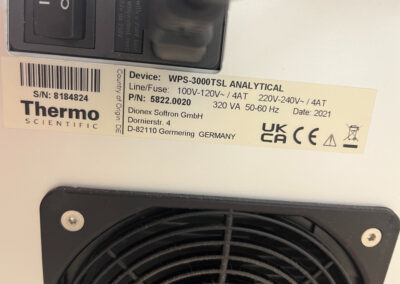 S/N: 8184824
Thermo
SCIENTIFIC
Country of Origin: DE
Device: WPS-3000TSL ANALYTICAL
Line/Fuse: 100V-120V~ / 4AT 220V-240V~ / 4AT
P/N: 5822.0020 320 VA 50-60 Hz Date: 2021
Dionex Softron GmbH
Dornierstr. 4
D-82110 Germering GERMANY
UK
CA CE